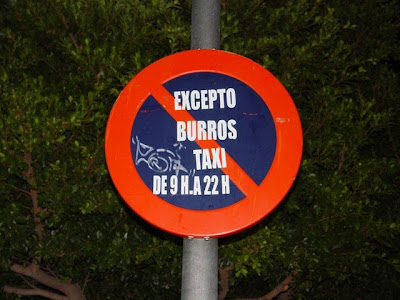 EXCEPTO
BURROS
TAXI
DE 9 H. A 22 H